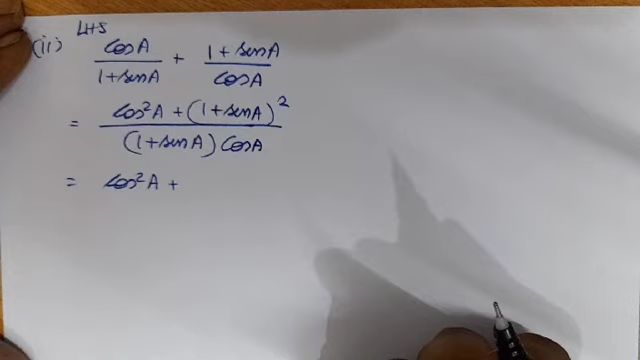 LHS
(ii) cosA/(1+sinA) + (1+sinA)/cosA
= (cos²A + (1+sinA)²)/((1+sinA) cosA)
= cos²A +